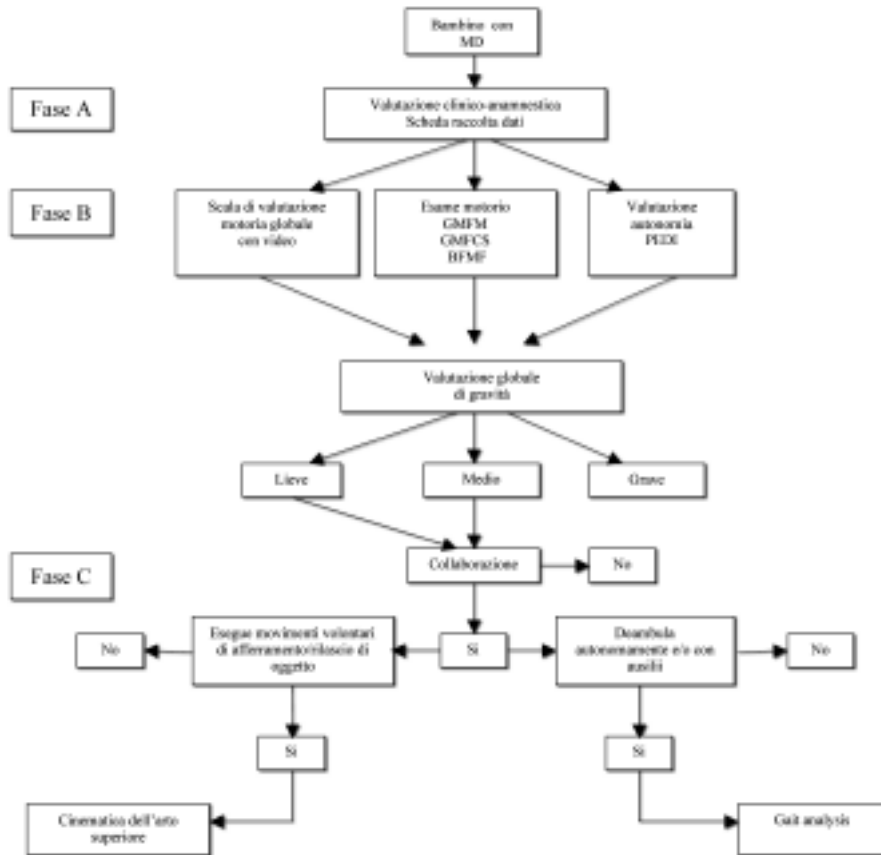 Bambino con
MD
Fase A
Valutazione clinico-anamnestica
Scheda raccolta dati
Fase B
Scala di valutazione
motoria globale
con video
Esame motorio
GMFM
GMFCS
BFMF
Valutazione
autonomia
PEDI
Valutazione globale
di gravità
Lieve
Medio
Grave
Fase C
Collaborazione
No
No
Esegue movimenti volontari
di afferramento/rilascio di
oggetto
Si
Deambula
autonomamente e/o con
ausilii
No
Si
Si
Cinematica dell'arto
superiore
Gait analysis